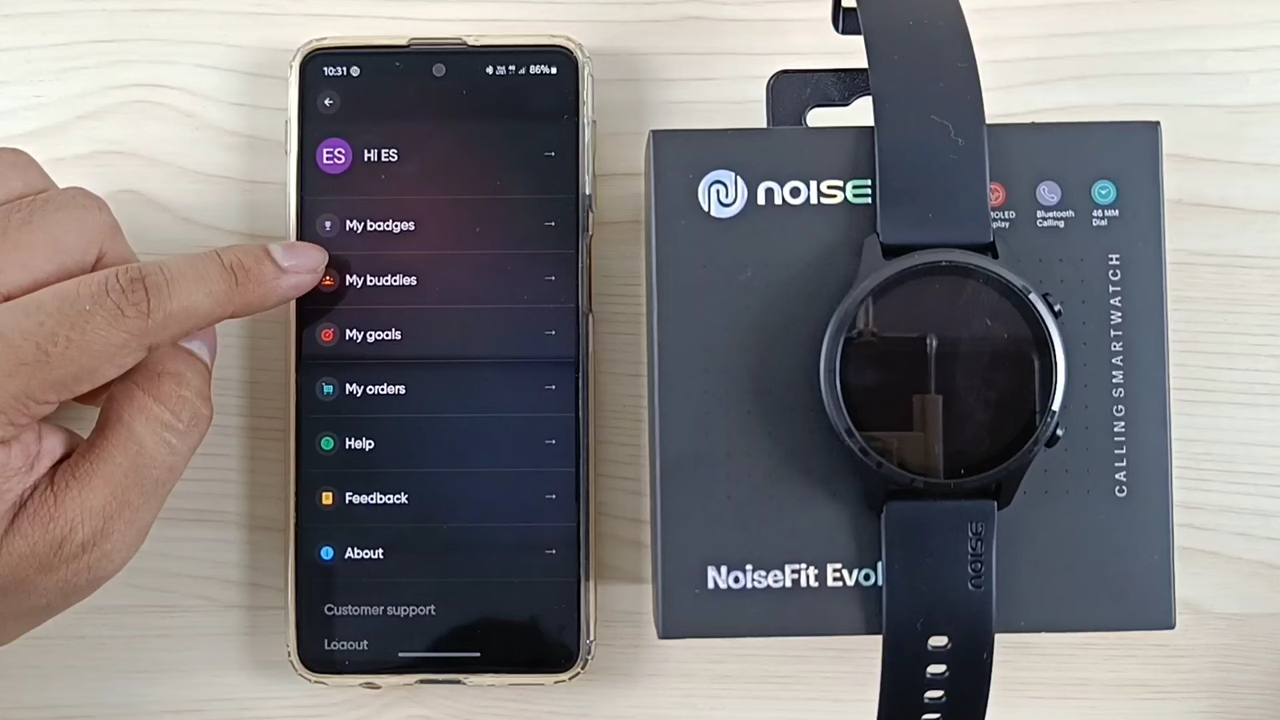 10:31
86%
ES
HI ES
My badges
My buddies
My goals
My orders
Help
Feedback
About
Customer support
Logout
NOISE
Bluetooth
Calling
46 MM
Dial
CALLING SMARTWATCH
NoiseFit Evol
NOISE